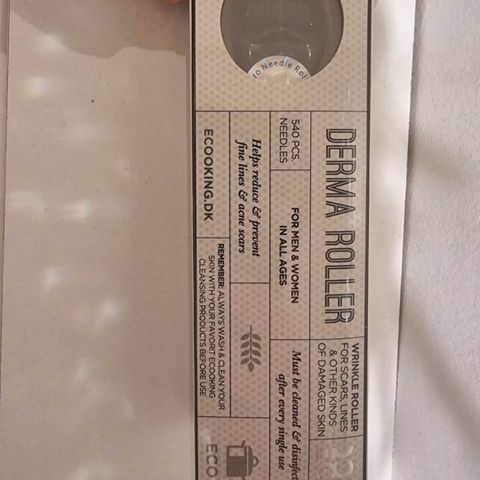 Needle
DERMA ROLLER
WRINKLE ROLLER
FOR SCARS, LINES
& OTHER KINDS
OF DAMAGED SKIN
540 PCS.
NEEDLES
FOR MEN & WOMEN
IN ALL AGES
Must be cleaned & disinfect
after every single use
Helps reduce & prevent
fine lines & acne scars
ECOOKING.DK
REMEMBER: ALWAYS WASH & CLEAN YOUR
SKIN WITH YOUR FAVORIT ECOOKING
CLEANSING PRODUCTS BEFORE USE
ECO